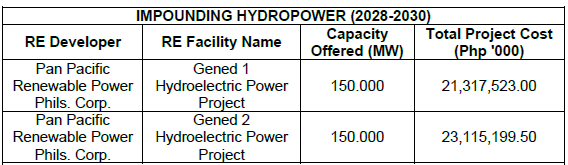 IMPOUNDING HYDROPOWER (2028-2030)
RE Developer
RE Facility Name
Capacity
Offered (MW)
Total Project Cost
(Php '000)
Pan Pacific
Renewable Power
Phils. Corp.
Gened 1
Hydroelectric Power
Project
150.000
21,317,523.00
Pan Pacific
Renewable Power
Phils. Corp.
Gened 2
Hydroelectric Power
Project
150.000
23,115,199.50